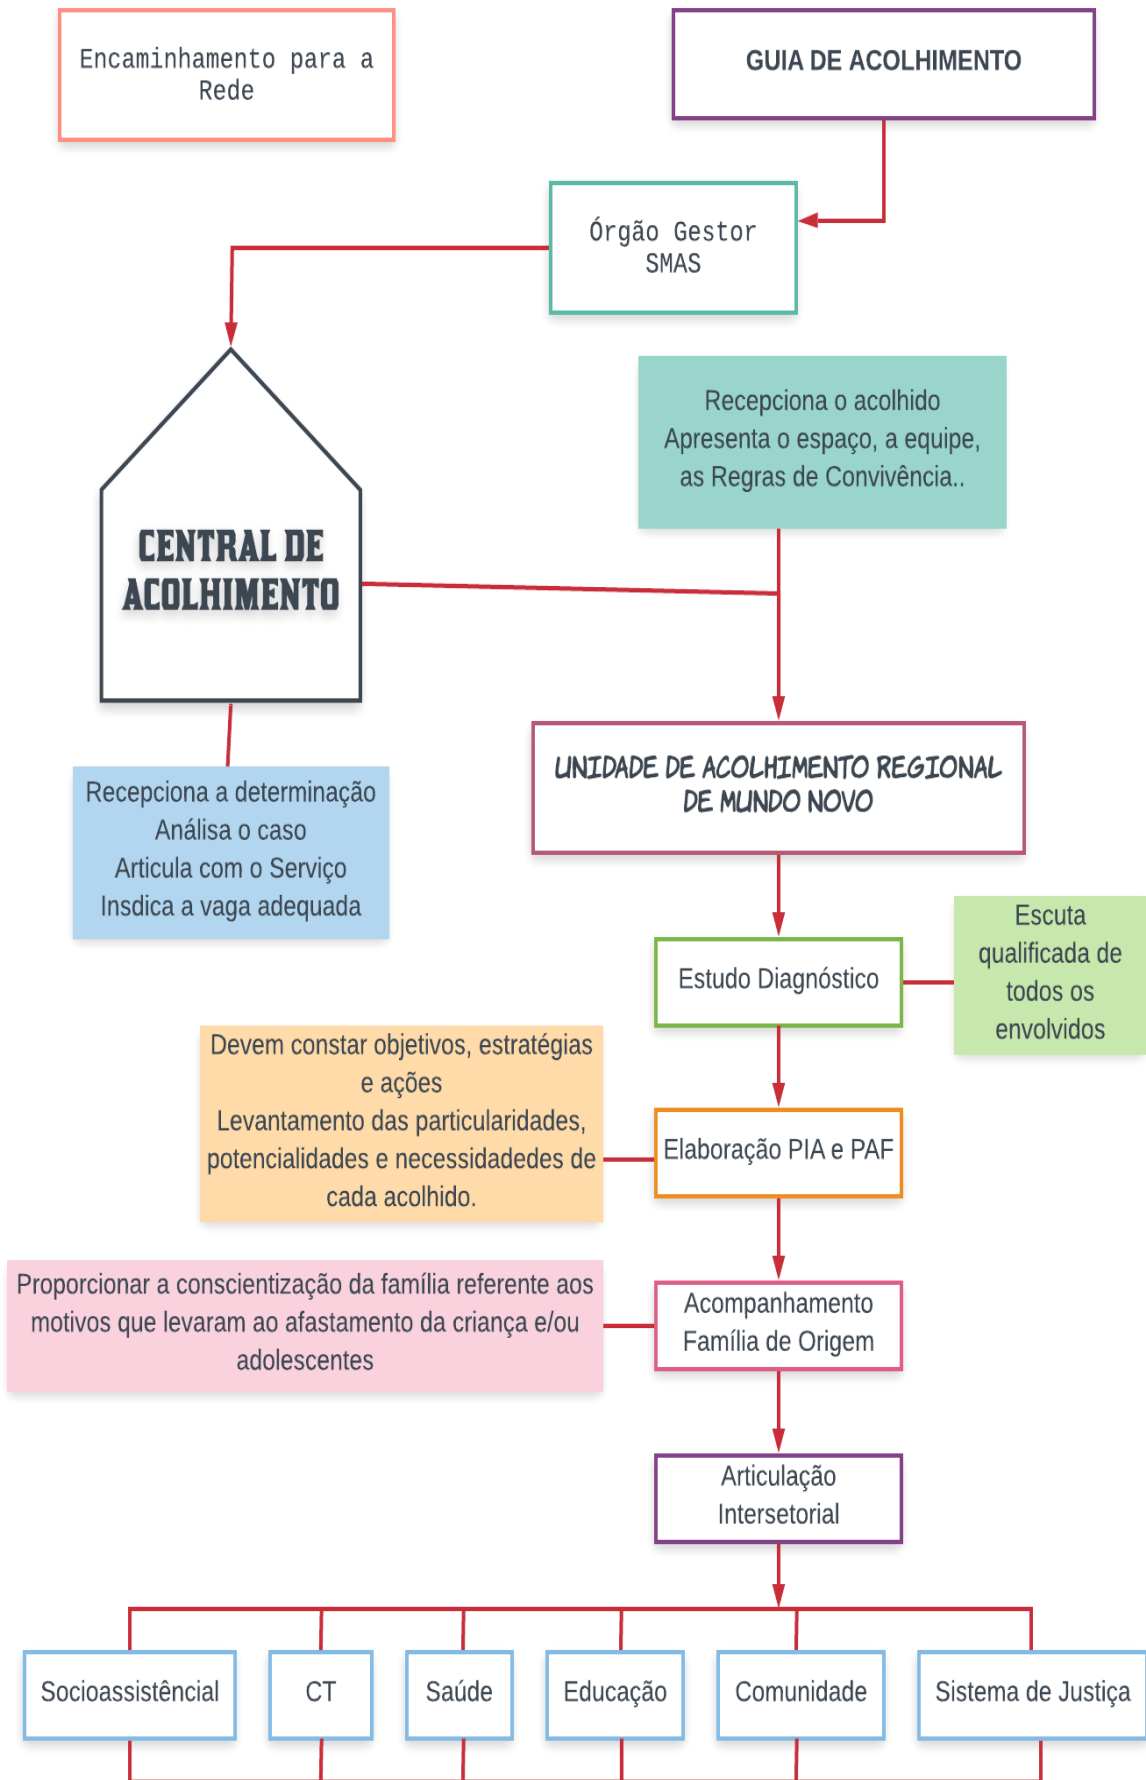 Encaminhamento para a
Rede
GUIA DE ACOLHIMENTO
Órgão Gestor
SMAS
Recepciona o acolhido
Apresenta o espaço, a equipe,
as Regras de Convivência..
CENTRAL DE
ACOLHIMENTO
UNIDADE DE ACOLHIMENTO REGIONAL
DE MUNDO NOVO
Recepciona a determinação
Análisa o caso
Articula com o Serviço
Insdica a vaga adequada
Estudo Diagnóstico
Escuta
qualificada de
todos os
envolvidos
Devem constar objetivos, estratégias
e ações
Levantamento das particularidades,
potencialidades e necessidadedes de
cada acolhido.
Elaboração PIA e PAF
Proporcionar a conscientização da família referente aos
motivos que levaram ao afastamento da criança e/ou
adolescentes
Acompanhamento
Família de Origem
Articulação
Intersetorial
Socioassistêncial
CT
Saúde
Educação
Comunidade
Sistema de Justiça